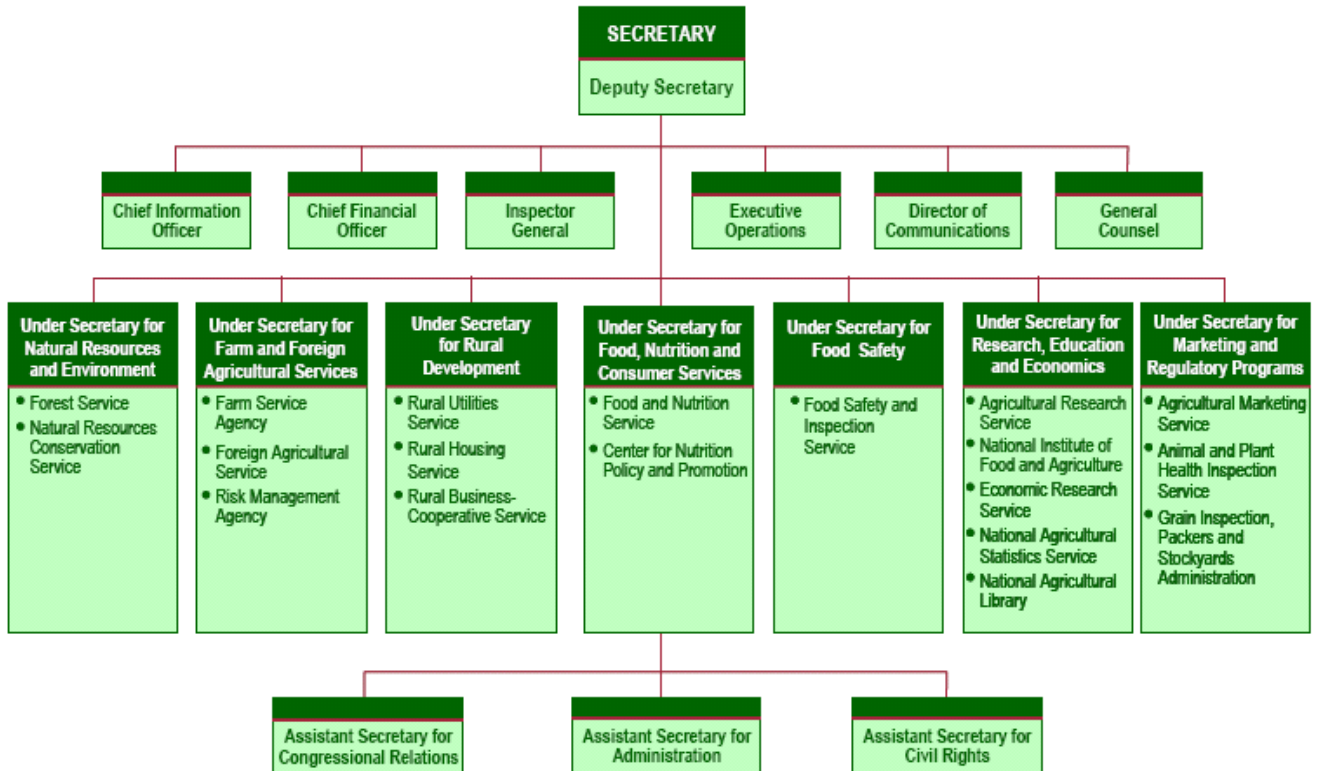 SECRETARY
Deputy Secretary
Chief Information
Officer
Chief Financial
Officer
Inspector
General
Executive
Operations
Director of
Communications
General
Counsel
Under Secretary for
Natural Resources
and Environment
• Forest Service
• Natural Resources
Conservation
Service
Under Secretary for
Farm and Foreign
Agricultural Services
• Farm Service
Agency
• Foreign Agricultural
Service
• Risk Management
Agency
Under Secretary
for Rural
Development
• Rural Utilities
Service
• Rural Housing
Service
• Rural Business-
Cooperative Service
Under Secretary for
Food, Nutrition and
Consumer Services
• Food and Nutrition
Service
• Center for Nutrition
Policy and Promotion
Under Secretary for
Food Safety
• Food Safety and
Inspection
Service
Under Secretary for
Research, Education
and Economics
• Agricultural Research
Service
• National Institute of
Food and Agriculture
• Economic Research
Service
• National Agricultural
Statistics Service
• National Agricultural
Library
Under Secretary for
Marketing and
Regulatory Programs
• Agricultural Marketing
Service
• Animal and Plant
Health Inspection
Service
• Grain Inspection,
Packers and
Stockyards
Administration
Assistant Secretary for
Congressional Relations
Assistant Secretary for
Administration
Assistant Secretary for
Civil Rights